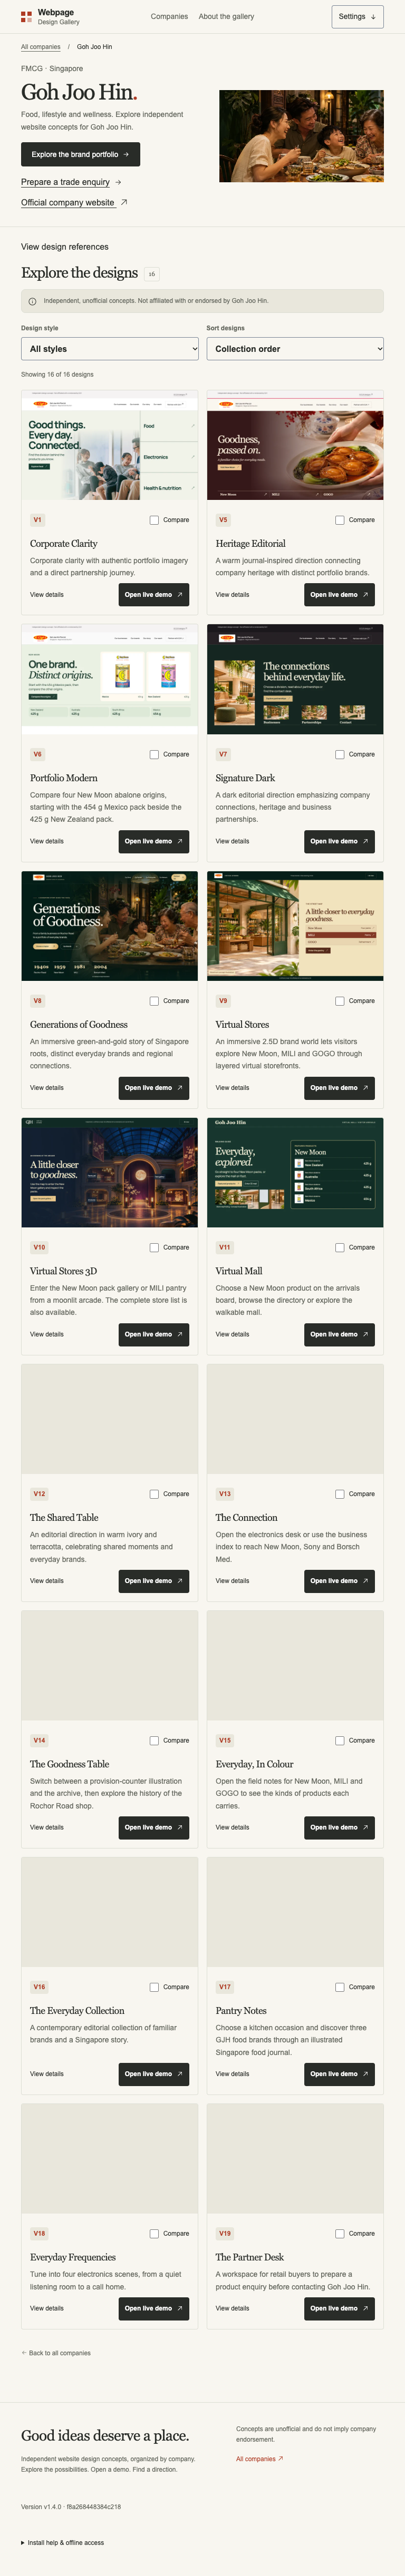 Webpage
Design Gallery
Companies
About the gallery
Settings ↓
All companies / Goh Joo Hin
FMCG · Singapore
Goh Joo Hin.
Food, lifestyle and wellness. Explore independent
website concepts for Goh Joo Hin.
Explore the brand portfolio →
Prepare a trade enquiry →
Official company website ↗
View design references
Explore the designs 16
Independent, unofficial concepts. Not affiliated with or endorsed by Goh Joo Hin.
Design style
Sort designs
All styles
Collection order
Showing 16 of 16 designs
Good things.
Every day.
Connected.
Food
Electronics
Health & nutrition
Goodness,
passed on.
V1
Compare
Corporate Clarity
Corporate clarity with authentic portfolio imagery
and a direct partnership journey.
View details
Open live demo ↗
V5
Compare
Heritage Editorial
A warm journal-inspired direction connecting
company heritage with distinct portfolio brands.
View details
Open live demo ↗
One brand.
Distinct origins.
The connections
behind everyday life.
V6
Compare
Portfolio Modern
Compare four New Moon abalone origins,
starting with the 454 g Mexico pack beside the
425 g New Zealand pack.
View details
Open live demo ↗
V7
Compare
Signature Dark
A dark editorial direction emphasizing company
connections, heritage and business
partnerships.
View details
Open live demo ↗
Generations
of Goodness.
1940s 1959 1981 2004
A little closer to everyday
goodness.
V8
Compare
Generations of Goodness
An immersive green-and-gold story of Singapore
roots, distinct everyday brands and regional
connections.
View details
Open live demo ↗
V9
Compare
Virtual Stores
An immersive 2.5D brand world lets visitors
explore New Moon, MILI and GOGO through
layered virtual storefronts.
View details
Open live demo ↗
A little closer
to goodness.
Goh Joo Hin
Everyday,
explored.
New Moon
V10
Compare
Virtual Stores 3D
Enter the New Moon pack gallery or MILI pantry
from a moonlit arcade. The complete store list is
also available.
View details
Open live demo ↗
V11
Compare
Virtual Mall
Choose a New Moon product on the arrivals
board, browse the directory or explore the
walkable mall.
View details
Open live demo ↗
V12
Compare
The Shared Table
An editorial direction in warm ivory and
terracotta, celebrating shared moments and
everyday brands.
View details
Open live demo ↗
V13
Compare
The Connection
Open the electronics desk or use the business
index to reach New Moon, Sony and Borsch
Med.
View details
Open live demo ↗
V14
Compare
The Goodness Table
Switch between a provision-counter illustration
and the archive, then explore the history of the
Rochor Road shop.
View details
Open live demo ↗
V15
Compare
Everyday, In Colour
Open the field notes for New Moon, MILI and
GOGO to see the kinds of products each
carries.
View details
Open live demo ↗
V16
Compare
The Everyday Collection
A contemporary editorial collection of familiar
brands and a Singapore story.
View details
Open live demo ↗
V17
Compare
Pantry Notes
Choose a kitchen occasion and discover three
GJH food brands through an illustrated
Singapore food journal.
View details
Open live demo ↗
V18
Compare
Everyday Frequencies
Tune into four electronics scenes, from a quiet
listening room to a call home.
View details
Open live demo ↗
V19
Compare
The Partner Desk
A workspace for retail buyers to prepare a
product enquiry before contacting Goh Joo Hin.
View details
Open live demo ↗
← Back to all companies
Good ideas deserve a place.
Independent website design concepts, organized by company.
Explore the possibilities. Open a demo. Find a direction.
Concepts are unofficial and do not imply company
endorsement.
All companies ↗
Version v1.4.0 · f8a268448384c218
▶ Install help & offline access